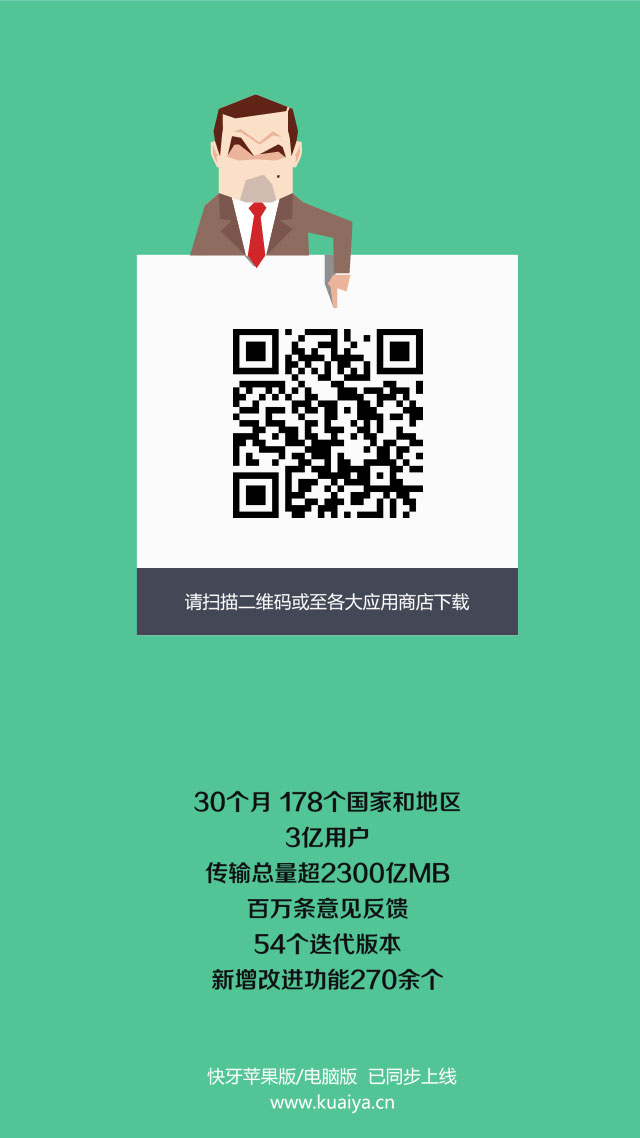 请扫描二维码或至各大应用商店下载
30个月 178个国家和地区
3亿用户
传输总量超2300亿MB
百万条意见反馈
54个迭代版本
新增改进功能270余个
快牙苹果版/电脑版 已同步上线
www.kuaiya.cn